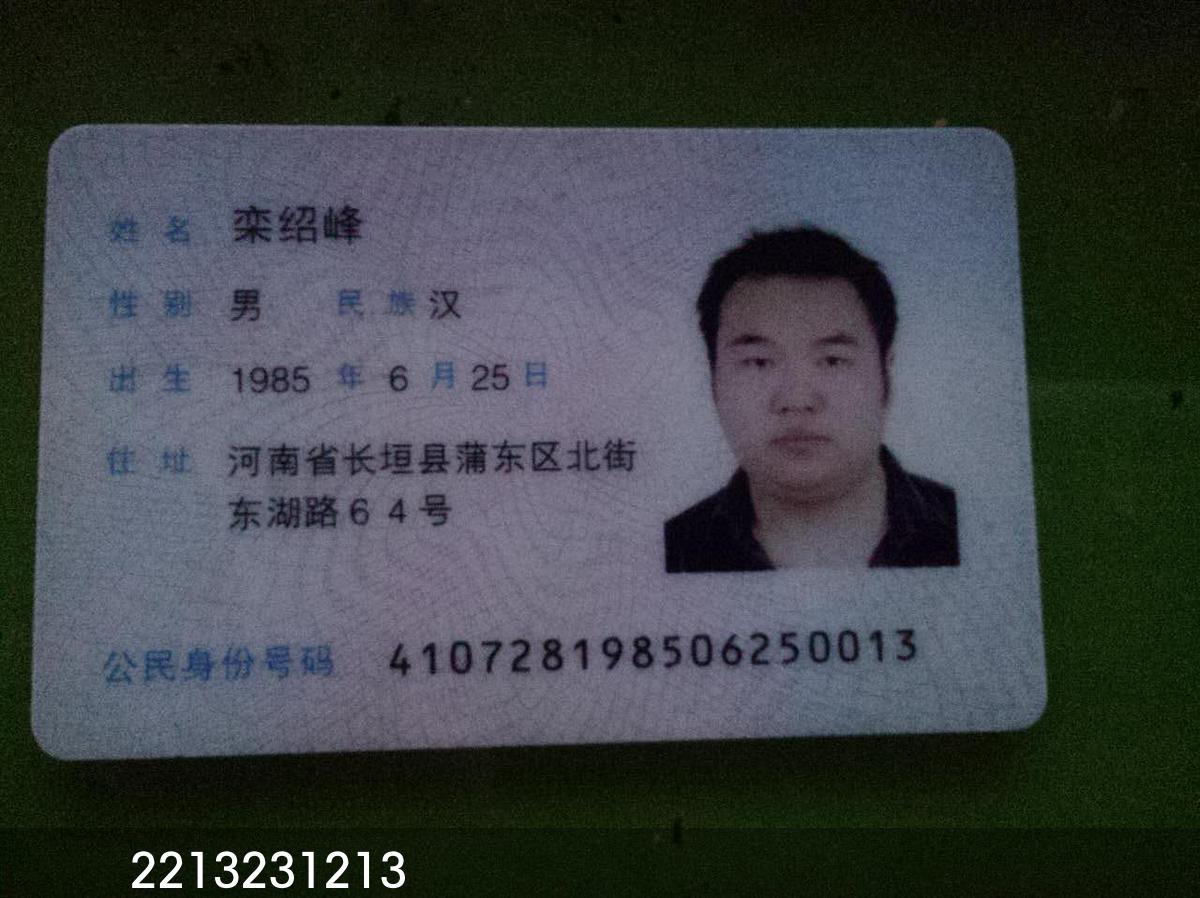 姓名 栾绍峰
性别 男 民族 汉
出生 1985 年 6 月 25 日
住址 河南省长垣县蒲东区北街
东湖路64号
公民身份号码 410728198506250013
2213231213